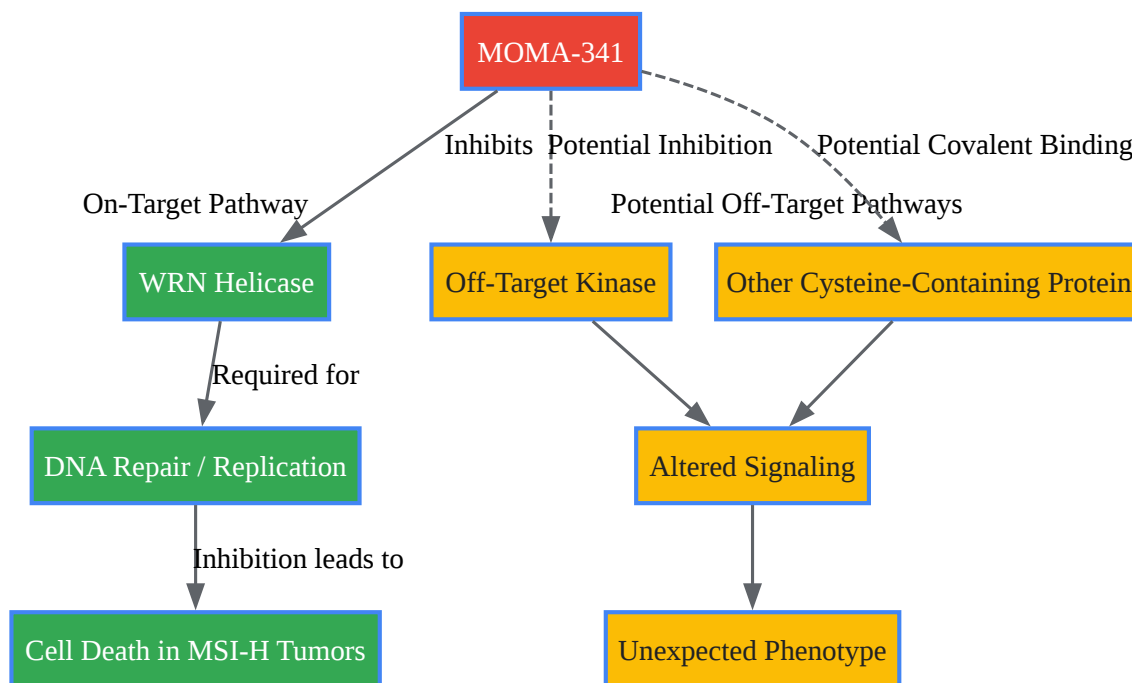 MOMA-341
Inhibits
Potential Inhibition
Potential Covalent Binding
On-Target Pathway
Potential Off-Target Pathways
WRN Helicase
Off-Target Kinase
Other Cysteine-Containing Protein
Required for
DNA Repair / Replication
Altered Signaling
Inhibition leads to
Cell Death in MSI-H Tumors
Unexpected Phenotype